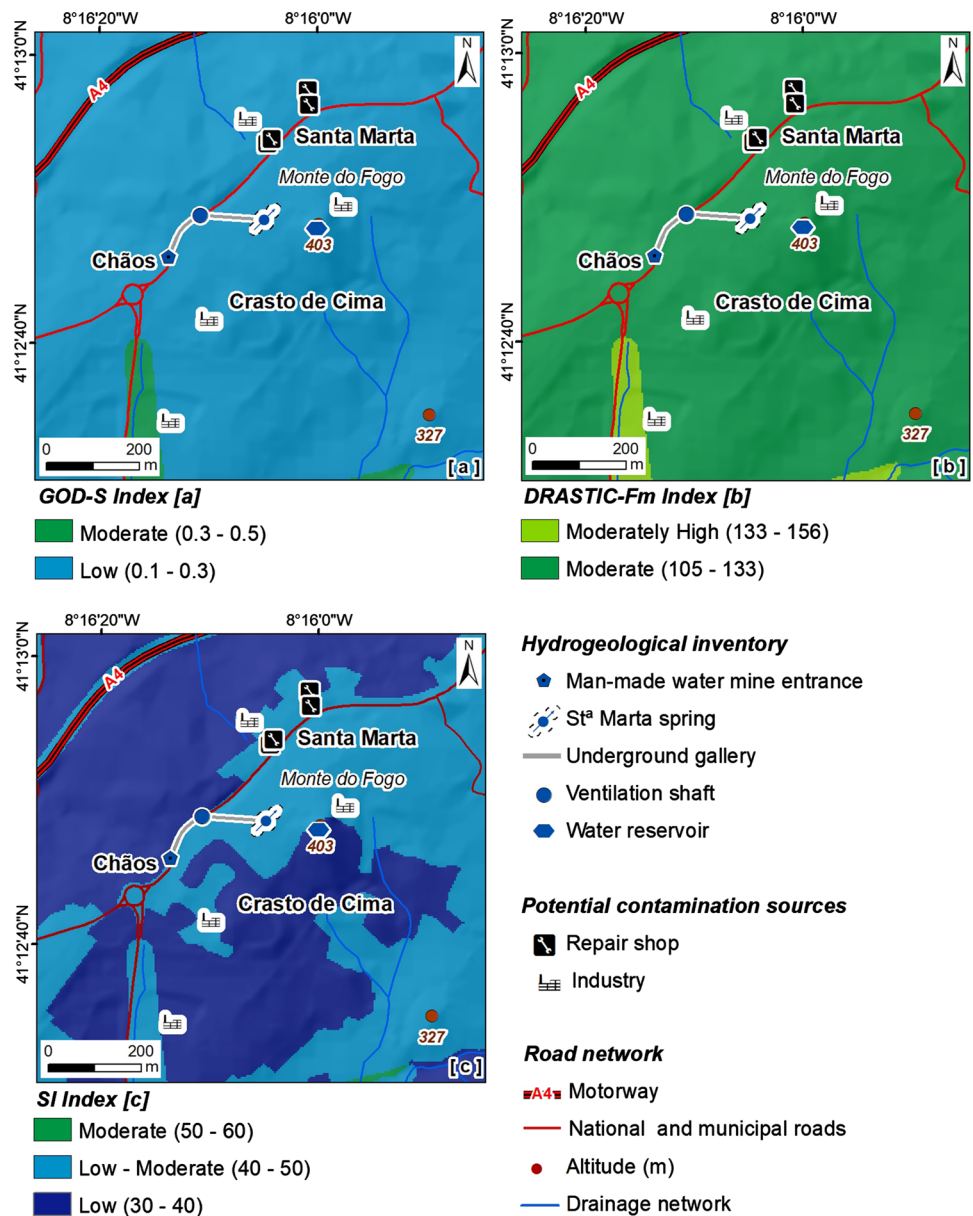 8°16'20"W
8°16'0"W
41°13'0"N
41°12'40"N
N
A4
Santa Marta
Monte do Fogo
403
Chãos
Crasto de Cima
327
0
200
m
[a]
GOD-S Index [a]
Moderate (0.3 - 0.5)
Low (0.1 - 0.3)
8°16'20"W
8°16'0"W
41°13'0"N
41°12'40"N
N
A4
Santa Marta
Monte do Fogo
403
Chãos
Crasto de Cima
327
0
200
m
[b]
DRASTIC-Fm Index [b]
Moderately High (133 - 156)
Moderate (105 - 133)
8°16'20"W
8°16'0"W
41°13'0"N
41°12'40"N
N
A4
Santa Marta
Monte do Fogo
403
Chãos
Crasto de Cima
327
0
200
m
[c]
SI Index [c]
Moderate (50 - 60)
Low - Moderate (40 - 50)
Low (30 - 40)
Hydrogeological inventory
Man-made water mine entrance
Stª Marta spring
Underground gallery
Ventilation shaft
Water reservoir
Potential contamination sources
Repair shop
Industry
Road network
A4 Motorway
National and municipal roads
Altitude (m)
Drainage network